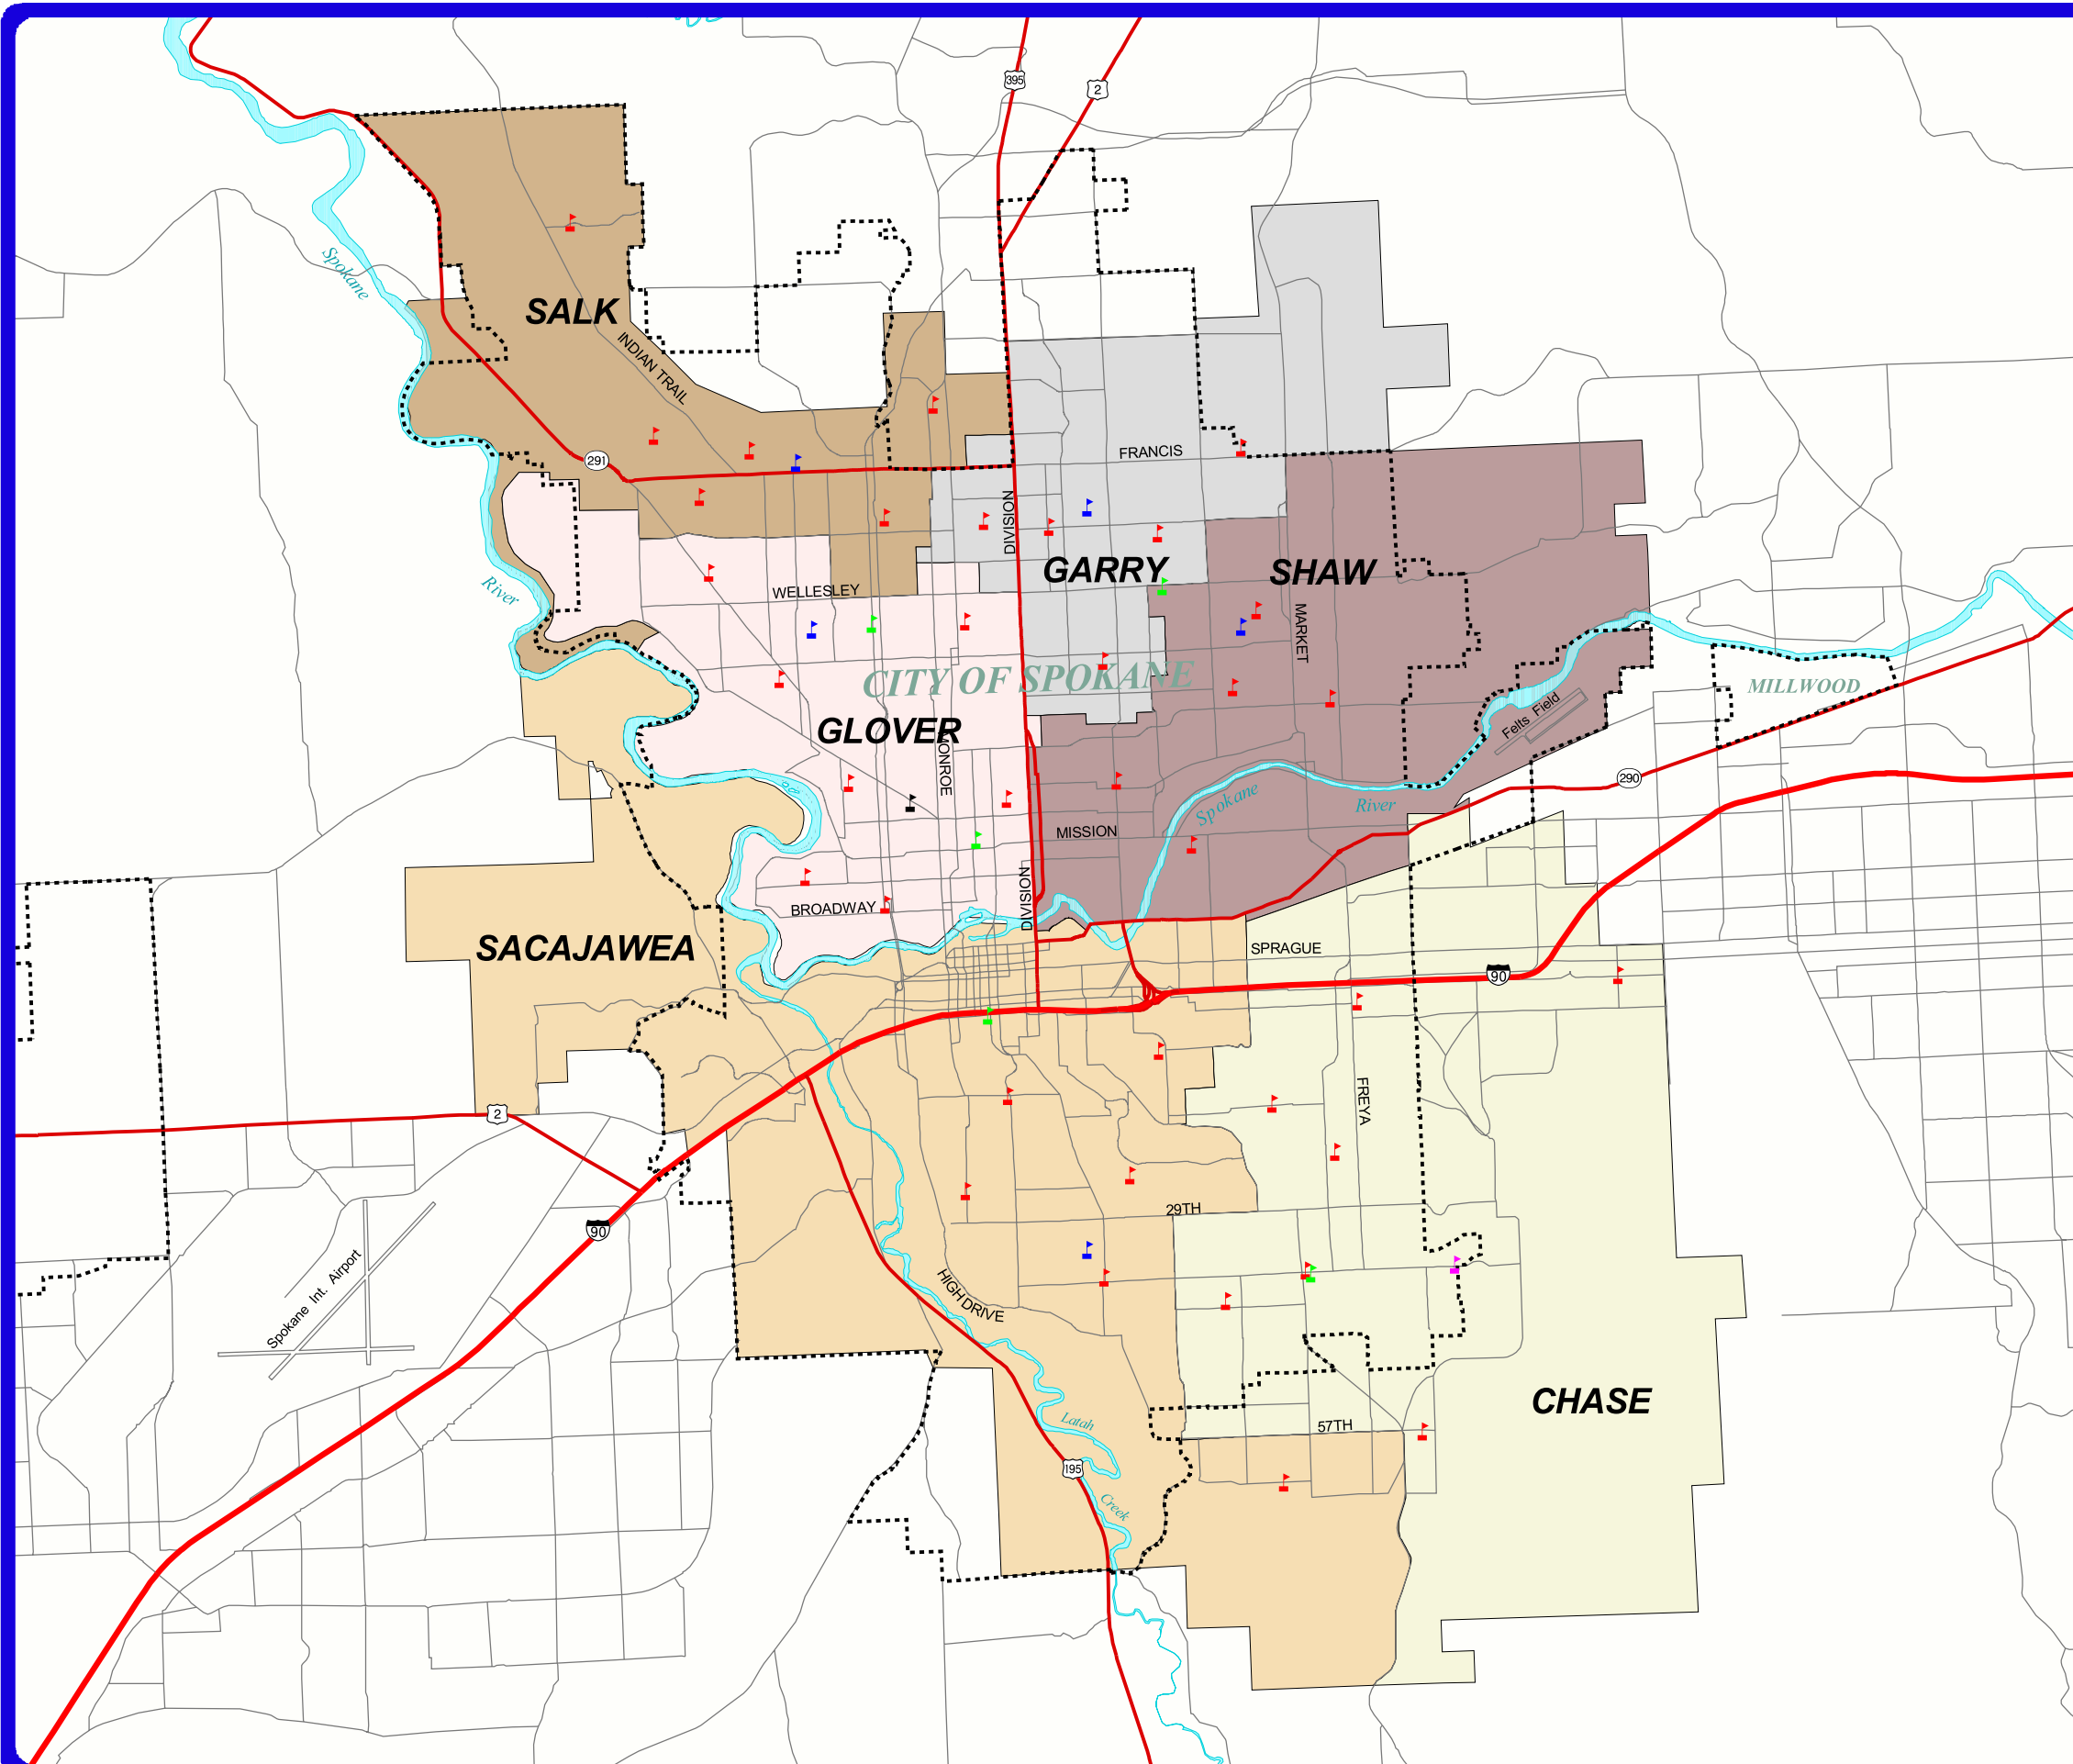 395
2
Spokane
SALK
INDIAN TRAIL
FRANCIS
291
DIVISION
GARRY
SHAW
River
WELLESLEY
MARKET
CITY OF SPOKANE
MILLWOOD
Felts Field
GLOVER
MONROE
290
Spokane
River
MISSION
DIVISION
BROADWAY
SACAJAWEA
SPRAGUE
90
FREYA
2
29TH
90
Spokane Int. Airport
HIGH DRIVE
CHASE
Latah
57TH
195
Creek